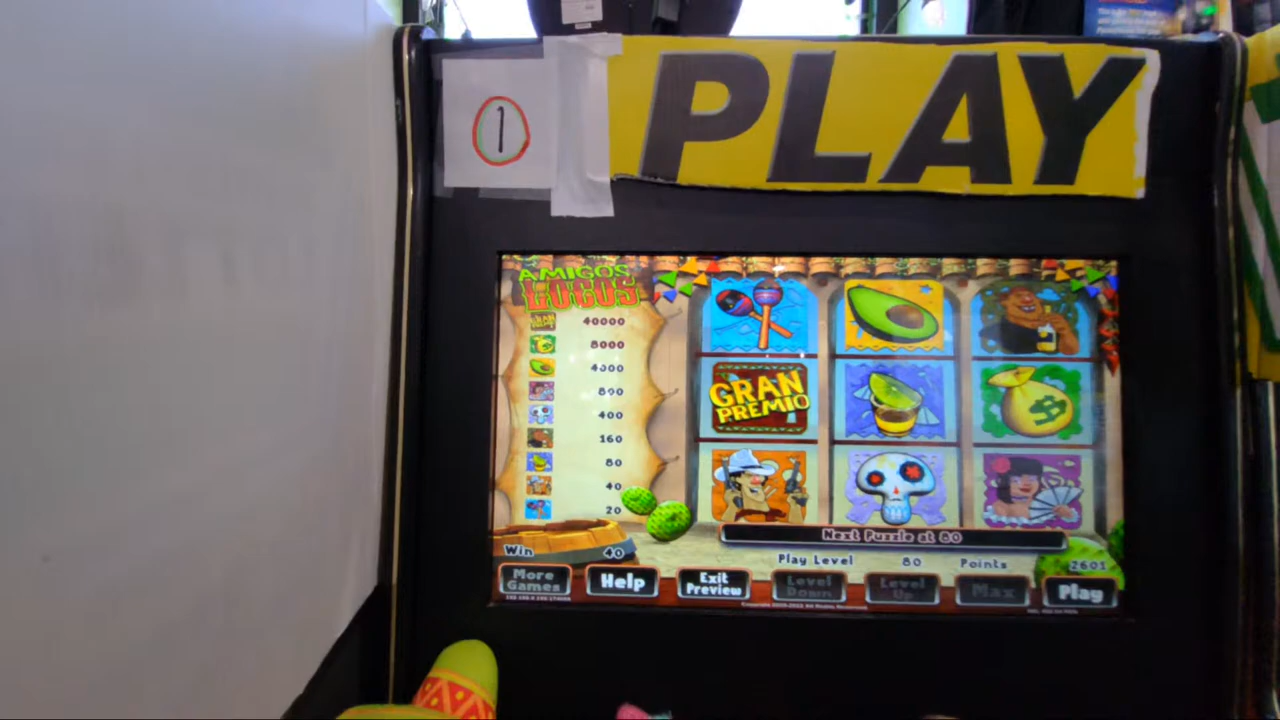 1
PLAY
AMIGOS
LOCOS
40000
8000
4000
800
400
160
80
40
20
GRAN
PREMIO
Next Puzzle at 80
Win 40
Play Level 80 Points 2601
More
Games
Help
Exit
Preview
Level
Down
Level
Up
Max
Play